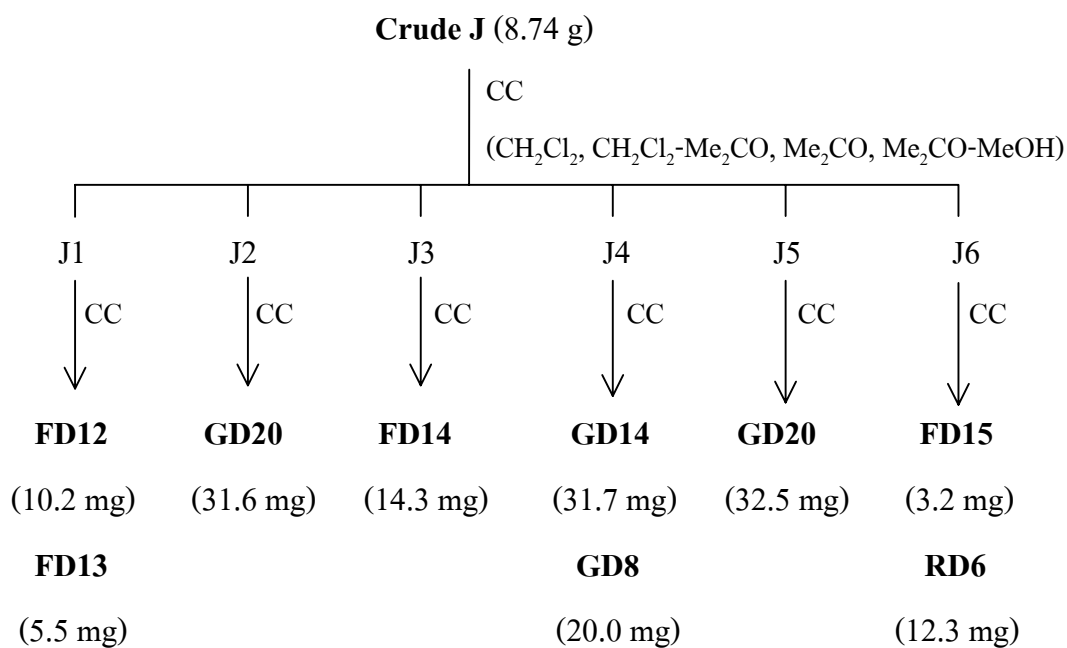 Crude J (8.74 g)
CC
(CH₂Cl₂, CH₂Cl₂-Me₂CO, Me₂CO, Me₂CO-MeOH)
J1 J2 J3 J4 J5 J6
CC CC CC CC CC CC
FD12 GD20 FD14 GD14 GD20 FD15
(10.2 mg) (31.6 mg) (14.3 mg) (31.7 mg) (32.5 mg) (3.2 mg)
FD13 GD8 RD6
(5.5 mg) (20.0 mg) (12.3 mg)